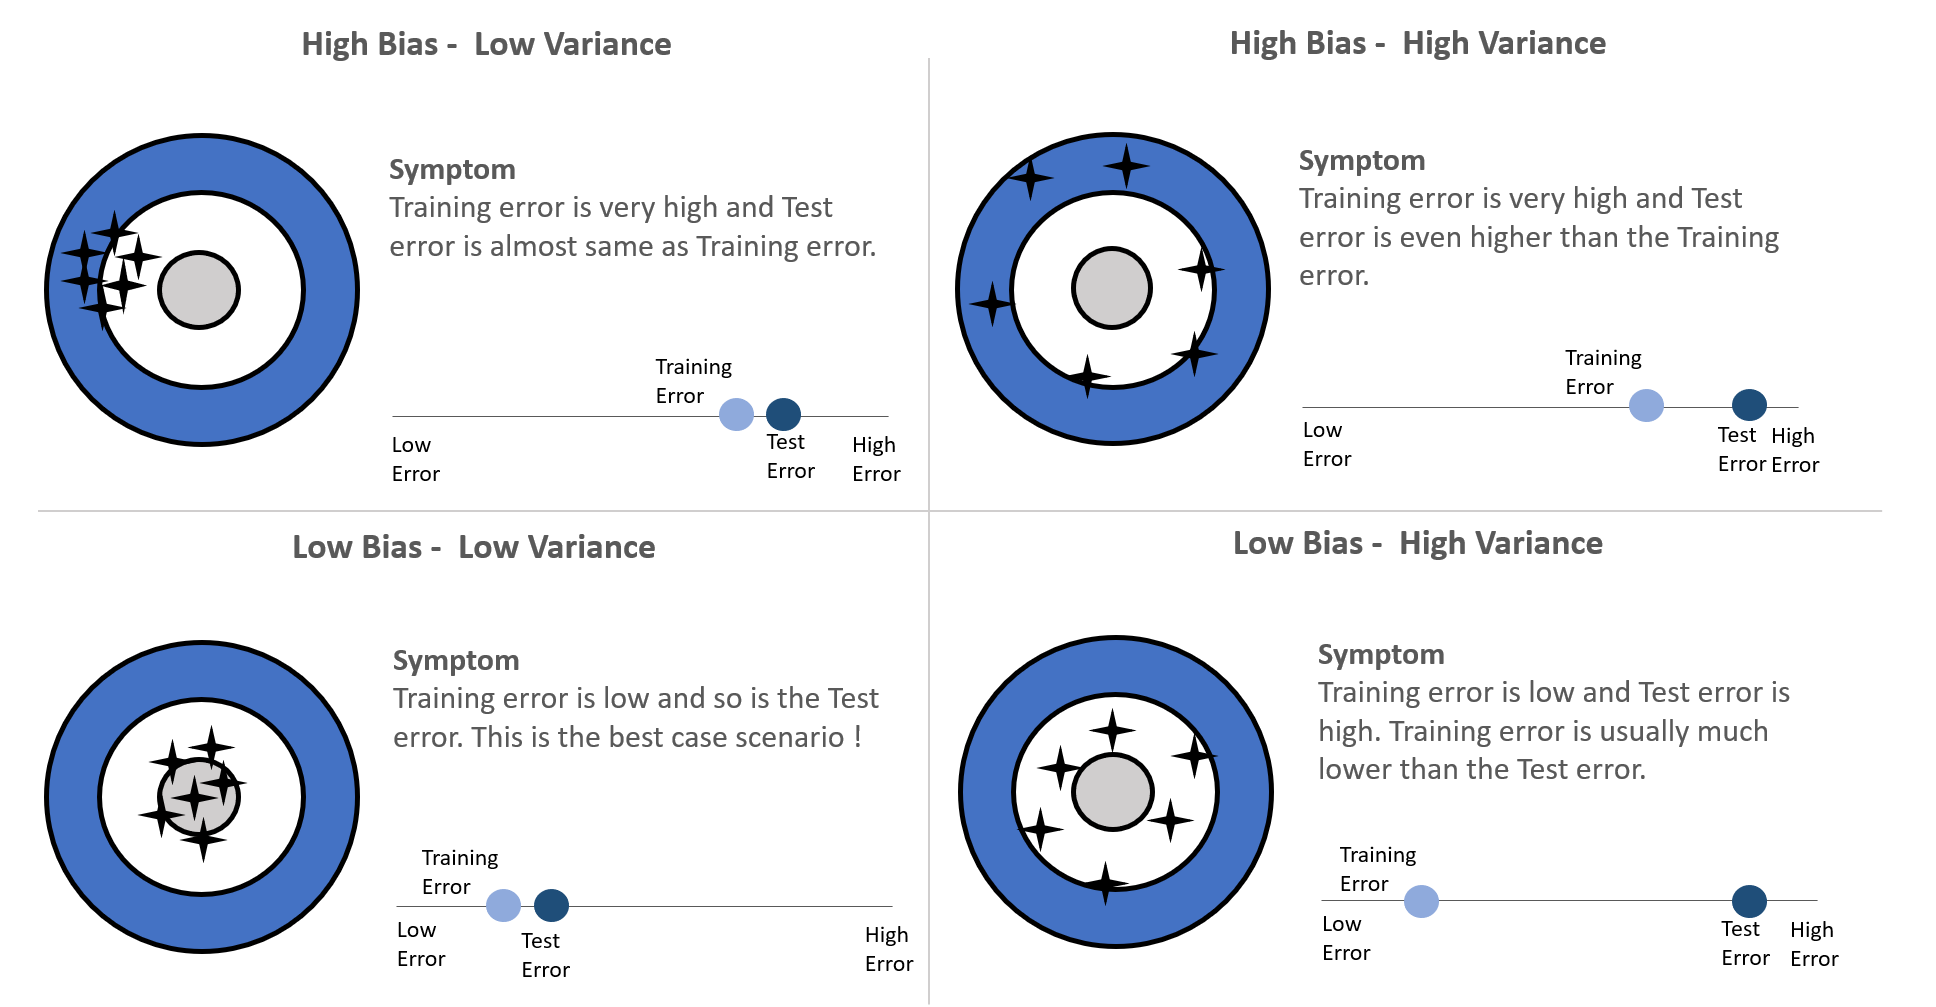 High Bias -  Low Variance
Symptom
Training error is very high and Test
error is almost same as Training error.
Training
Error
Low
Error
Test
Error
High
Error
High Bias -  High Variance
Symptom
Training error is very high and Test
error is even higher than the Training
error.
Training
Error
Low
Error
Test
Error
High
Error
Low Bias -  Low Variance
Symptom
Training error is low and so is the Test
error. This is the best case scenario !
Training
Error
Low
Error
Test
Error
High
Error
Low Bias -  High Variance
Symptom
Training error is low and Test error is
high. Training error is usually much
lower than the Test error.
Training
Error
Low
Error
Test
Error
High
Error